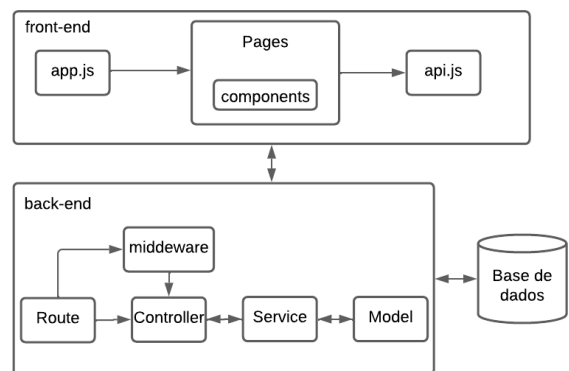 front-end
app.js
Pages
components
api.js
back-end
middeware
Route
Controller
Service
Model
Base de
dados